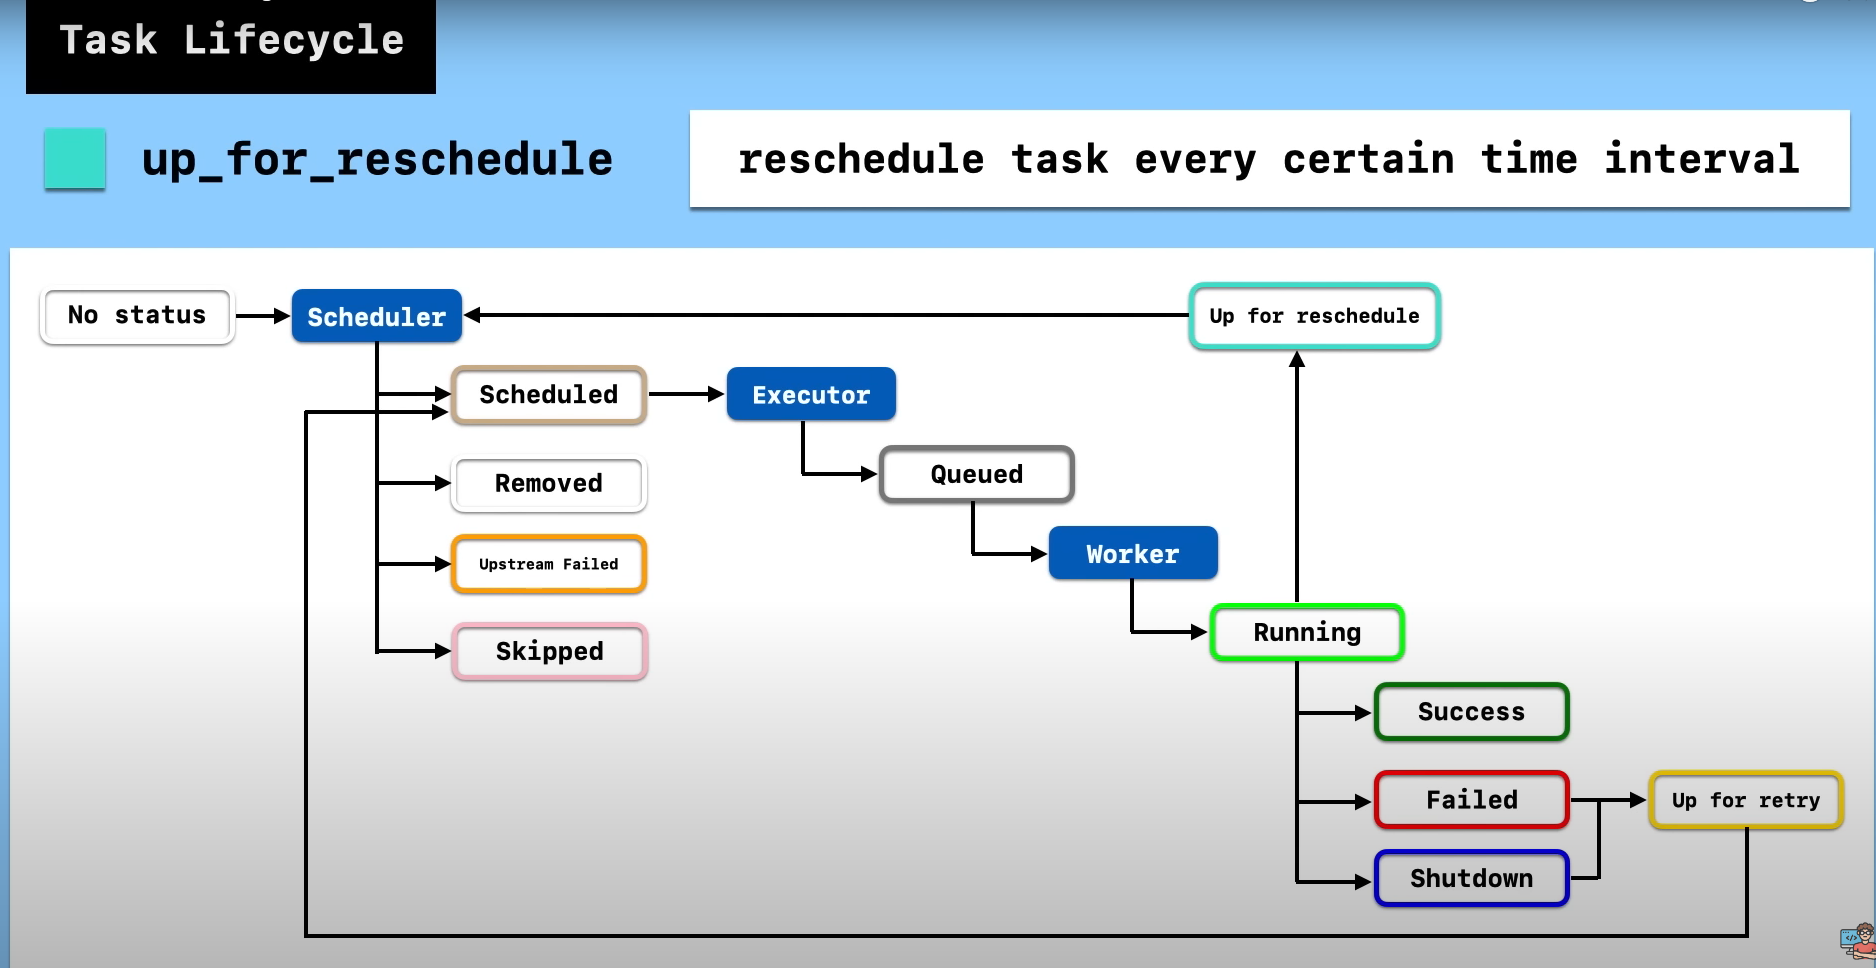 Task Lifecycle
up_for_reschedule
reschedule task every certain time interval
No status
Scheduler
Up for reschedule
Scheduled
Executor
Removed
Queued
Upstream Failed
Worker
Skipped
Running
Success
Failed
Up for retry
Shutdown